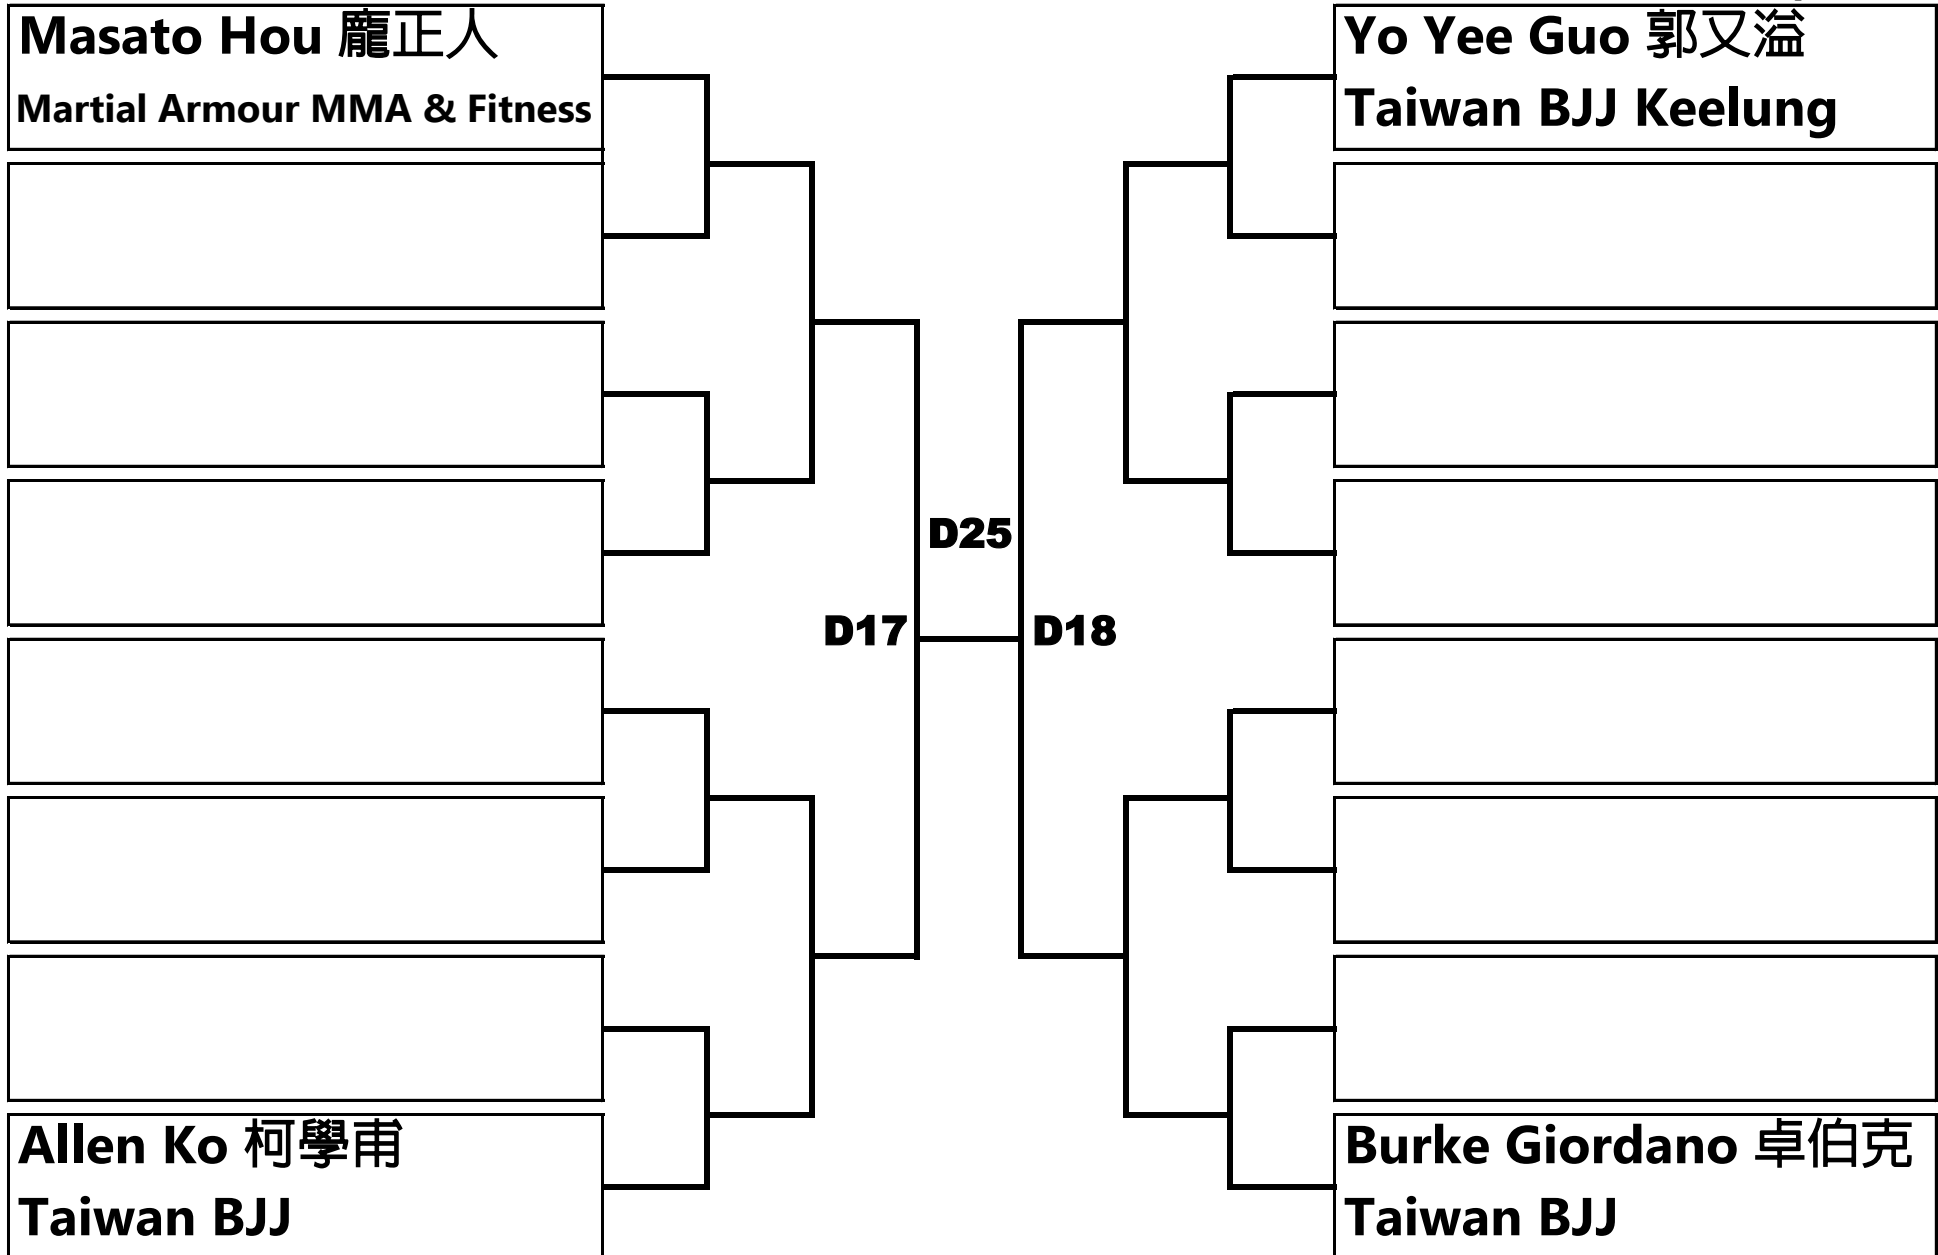 Masato Hou 龐正人
Martial Armour MMA & Fitness
Yo Yee Guo 郭又溢
Taiwan BJJ Keelung
D25
D17
D18
Allen Ko 柯學甫
Taiwan BJJ
Burke Giordano 卓伯克
Taiwan BJJ